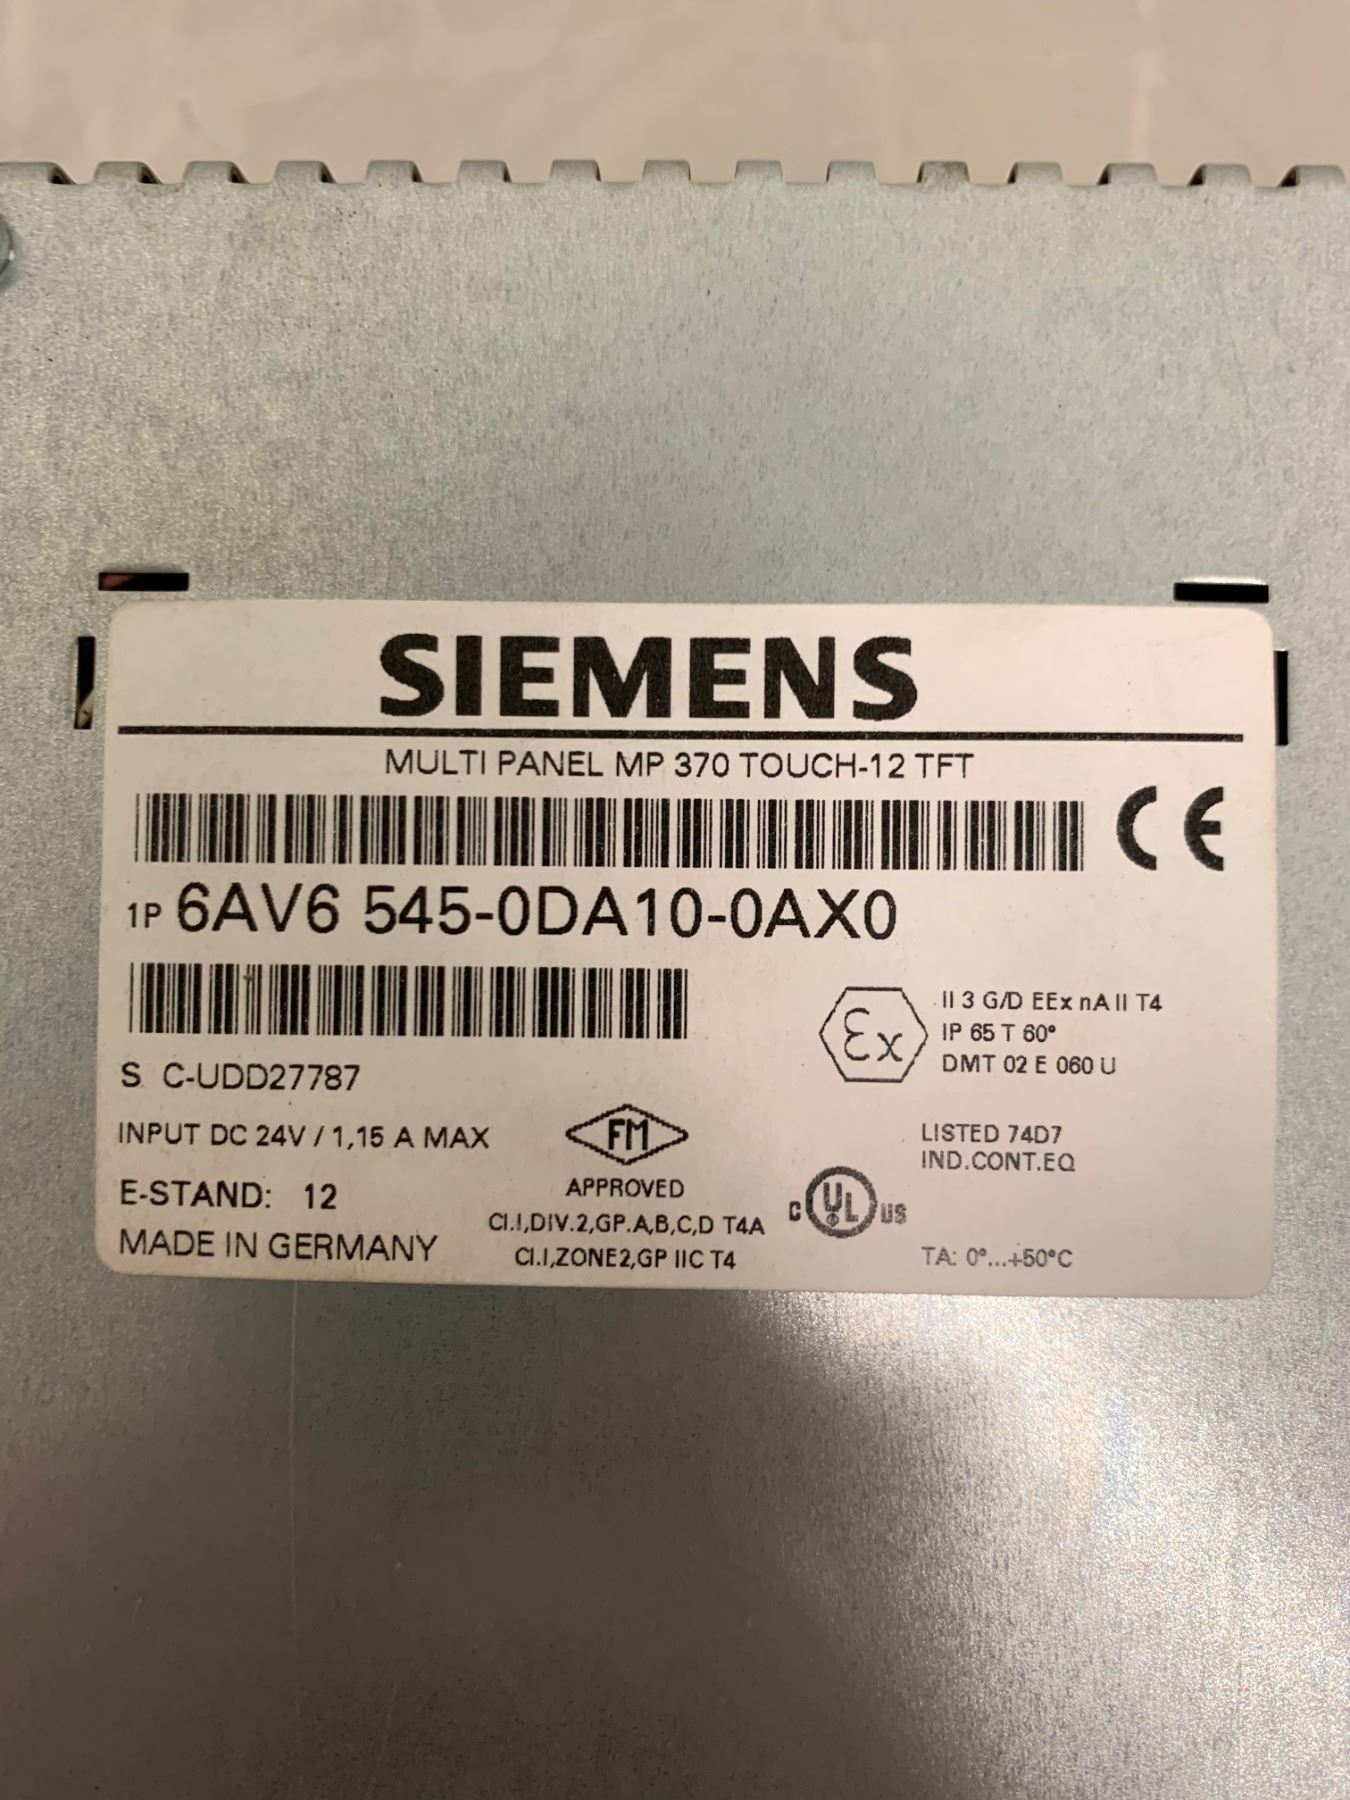 SIEMENS
MULTI PANEL MP 370 TOUCH-12 TFT
CE
1P 6AV6 545-0DA10-0AX0
Ex
II 3 G/D EEx nA II T4
IP 65 T 60°
DMT 02 E 060 U
S C-UDD27787
INPUT DC 24V / 1,15 A MAX
FM
APPROVED
LISTED 74D7
IND.CONT.EQ
E-STAND: 12
CI.I,DIV.2,GP.A,B,C,D T4A
CI.I,ZONE2,GP IIC T4
C UL US
MADE IN GERMANY
TA: 0°...+50°C